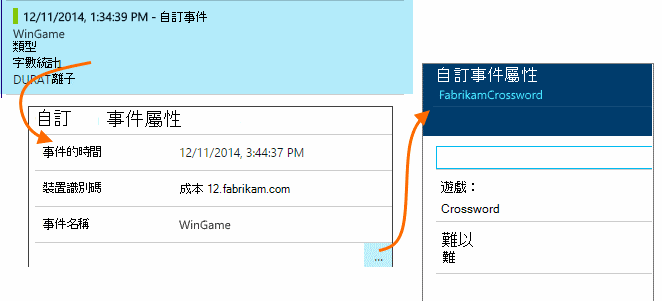 12/11/2014, 1:34:39 PM - 自訂事件
WinGame
類型
字數統計
DURAT離子
自訂 事件屬性
事件的時間 12/11/2014, 3:44:37 PM
裝置識別碼 成本 12.fabrikam.com
事件名稱 WinGame
...
自訂事件屬性
FabrikamCrossword
遊戲：
Crossword
難以
難